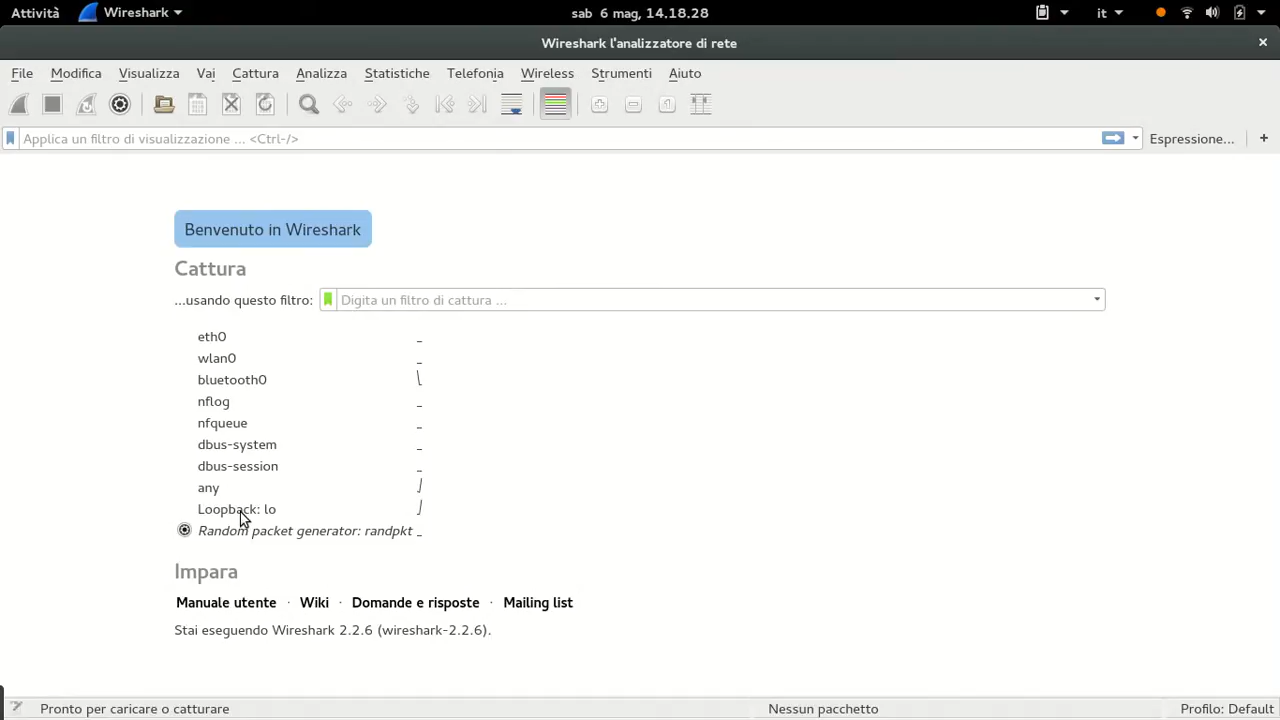 Attività Wireshark sab 6 mag, 14.18.28 it
Wireshark l'analizzatore di rete
File Modifica Visualizza Vai Cattura Analizza Statistiche Telefonia Wireless Strumenti Aiuto
Applica un filtro di visualizzazione ... <Ctrl-/> Espressione... +
Benvenuto in Wireshark
Cattura
...usando questo filtro: Digita un filtro di cattura ...
eth0
wlan0
bluetooth0
nflog
nfqueue
dbus-system
dbus-session
any
Loopback: lo
Random packet generator: randpkt
Impara
Manuale utente · Wiki · Domande e risposte · Mailing list
Stai eseguendo Wireshark 2.2.6 (wireshark-2.2.6).
Pronto per caricare o catturare Nessun pacchetto Profilo: Default